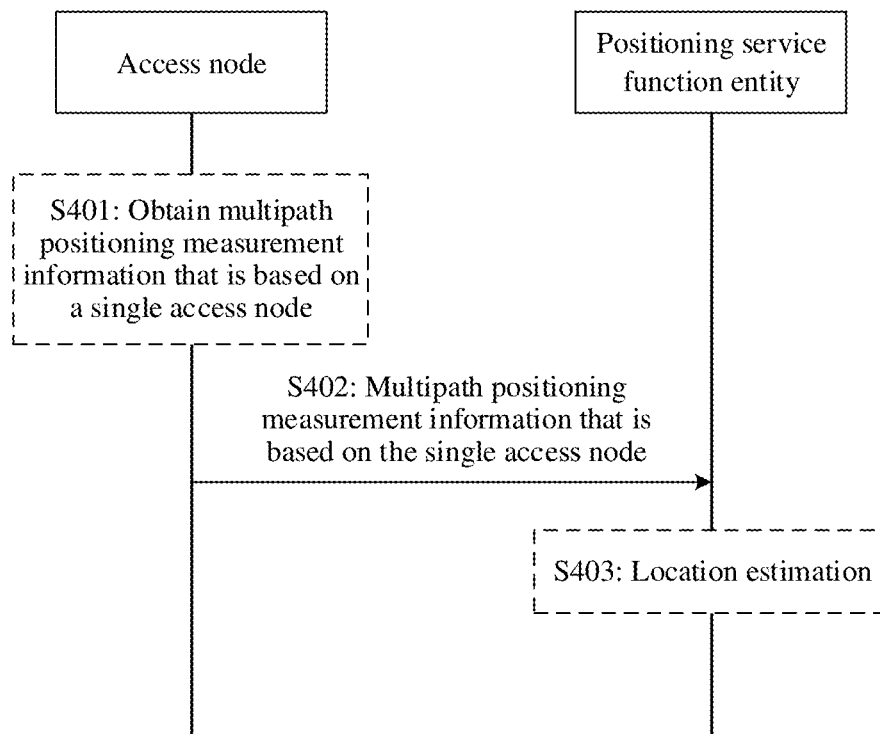 Access node
Positioning service
function entity
S401: Obtain multipath
positioning measurement
information that is based on
a single access node
S402: Multipath positioning
measurement information that is
based on the single access node
S403: Location estimation